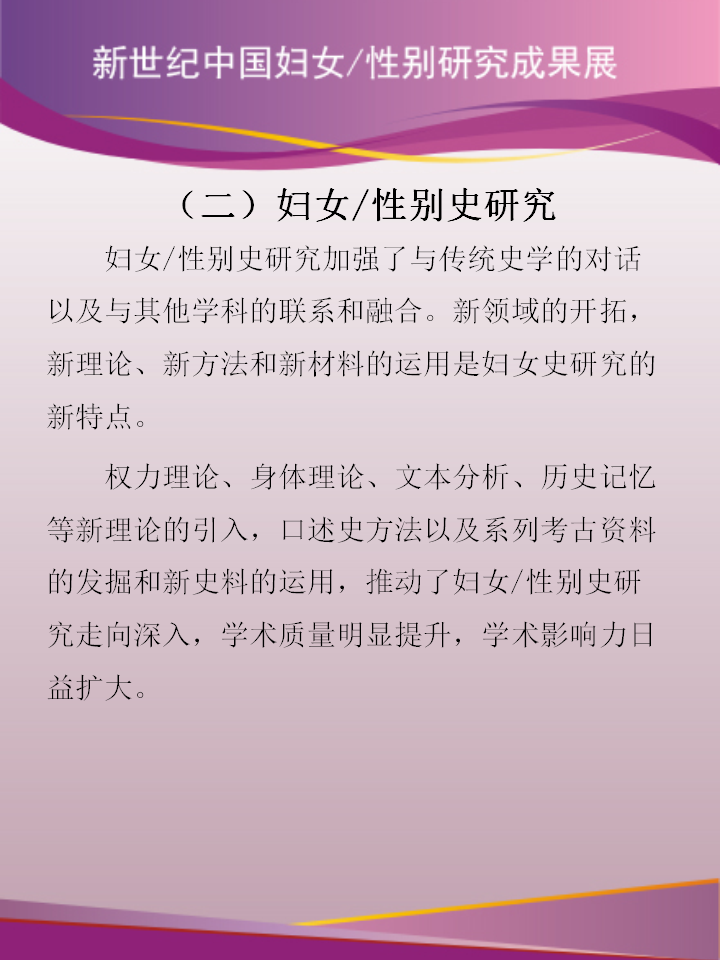 新世纪中国妇女/性别研究成果展
（二）妇女/性别史研究
妇女/性别史研究加强了与传统史学的对话
以及与其他学科的联系和融合。新领域的开拓，
新理论、新方法和新材料的运用是妇女史研究的
新特点。
权力理论、身体理论、文本分析、历史记忆
等新理论的引入，口述史方法以及系列考古资料
的发掘和新史料的运用，推动了妇女/性别史研
究走向深入，学术质量明显提升，学术影响力日
益扩大。